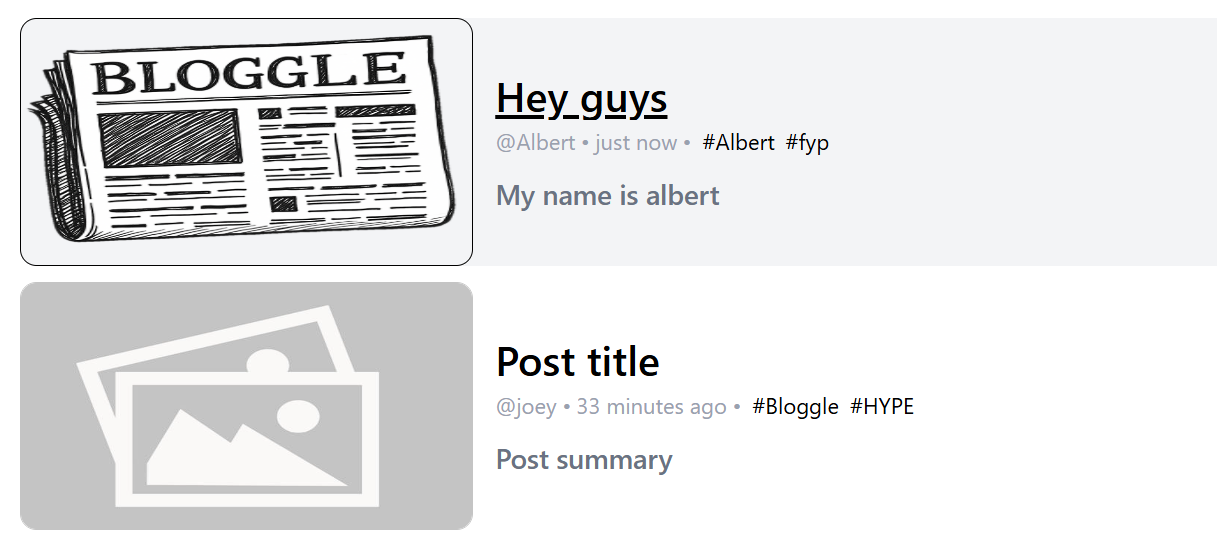 BLOGGLE
Hey guys
@Albert • just now • #Albert #fyp
My name is albert
Post title
@joey • 33 minutes ago • #Bloggle #HYPE
Post summary